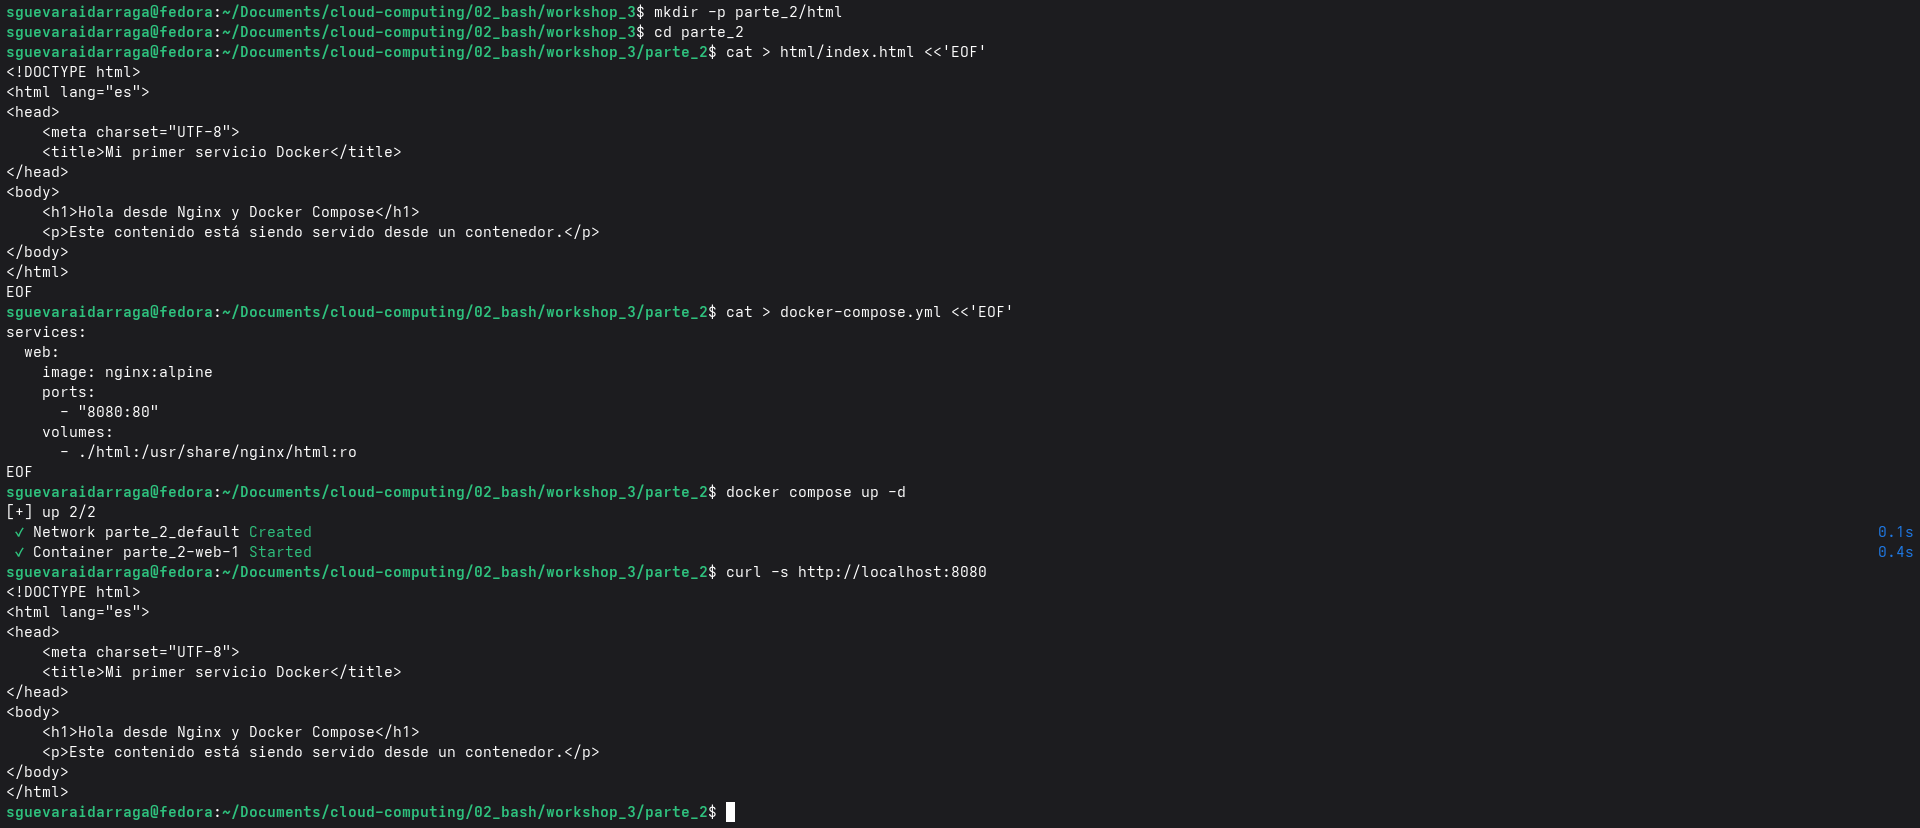 sguevaraidarraga@fedora:~/Documents/cloud-computing/02_bash/workshop_3$ mkdir -p parte_2/html
sguevaraidarraga@fedora:~/Documents/cloud-computing/02_bash/workshop_3$ cd parte_2
sguevaraidarraga@fedora:~/Documents/cloud-computing/02_bash/workshop_3/parte_2$ cat > html/index.html <<'EOF'
<!DOCTYPE html>
<html lang="es">
<head>
    <meta charset="UTF-8">
    <title>Mi primer servicio Docker</title>
</head>
<body>
    <h1>Hola desde Nginx y Docker Compose</h1>
    <p>Este contenido está siendo servido desde un contenedor.</p>
</body>
</html>
EOF
sguevaraidarraga@fedora:~/Documents/cloud-computing/02_bash/workshop_3/parte_2$ cat > docker-compose.yml <<'EOF'
services:
  web:
    image: nginx:alpine
    ports:
      - "8080:80"
    volumes:
      - ./html:/usr/share/nginx/html:ro
EOF
sguevaraidarraga@fedora:~/Documents/cloud-computing/02_bash/workshop_3/parte_2$ docker compose up -d
[+] up 2/2
 ✓ Network parte_2_default Created 0.1s
 ✓ Container parte_2-web-1 Started 0.4s
sguevaraidarraga@fedora:~/Documents/cloud-computing/02_bash/workshop_3/parte_2$ curl -s http://localhost:8080
<!DOCTYPE html>
<html lang="es">
<head>
    <meta charset="UTF-8">
    <title>Mi primer servicio Docker</title>
</head>
<body>
    <h1>Hola desde Nginx y Docker Compose</h1>
    <p>Este contenido está siendo servido desde un contenedor.</p>
</body>
</html>
sguevaraidarraga@fedora:~/Documents/cloud-computing/02_bash/workshop_3/parte_2$